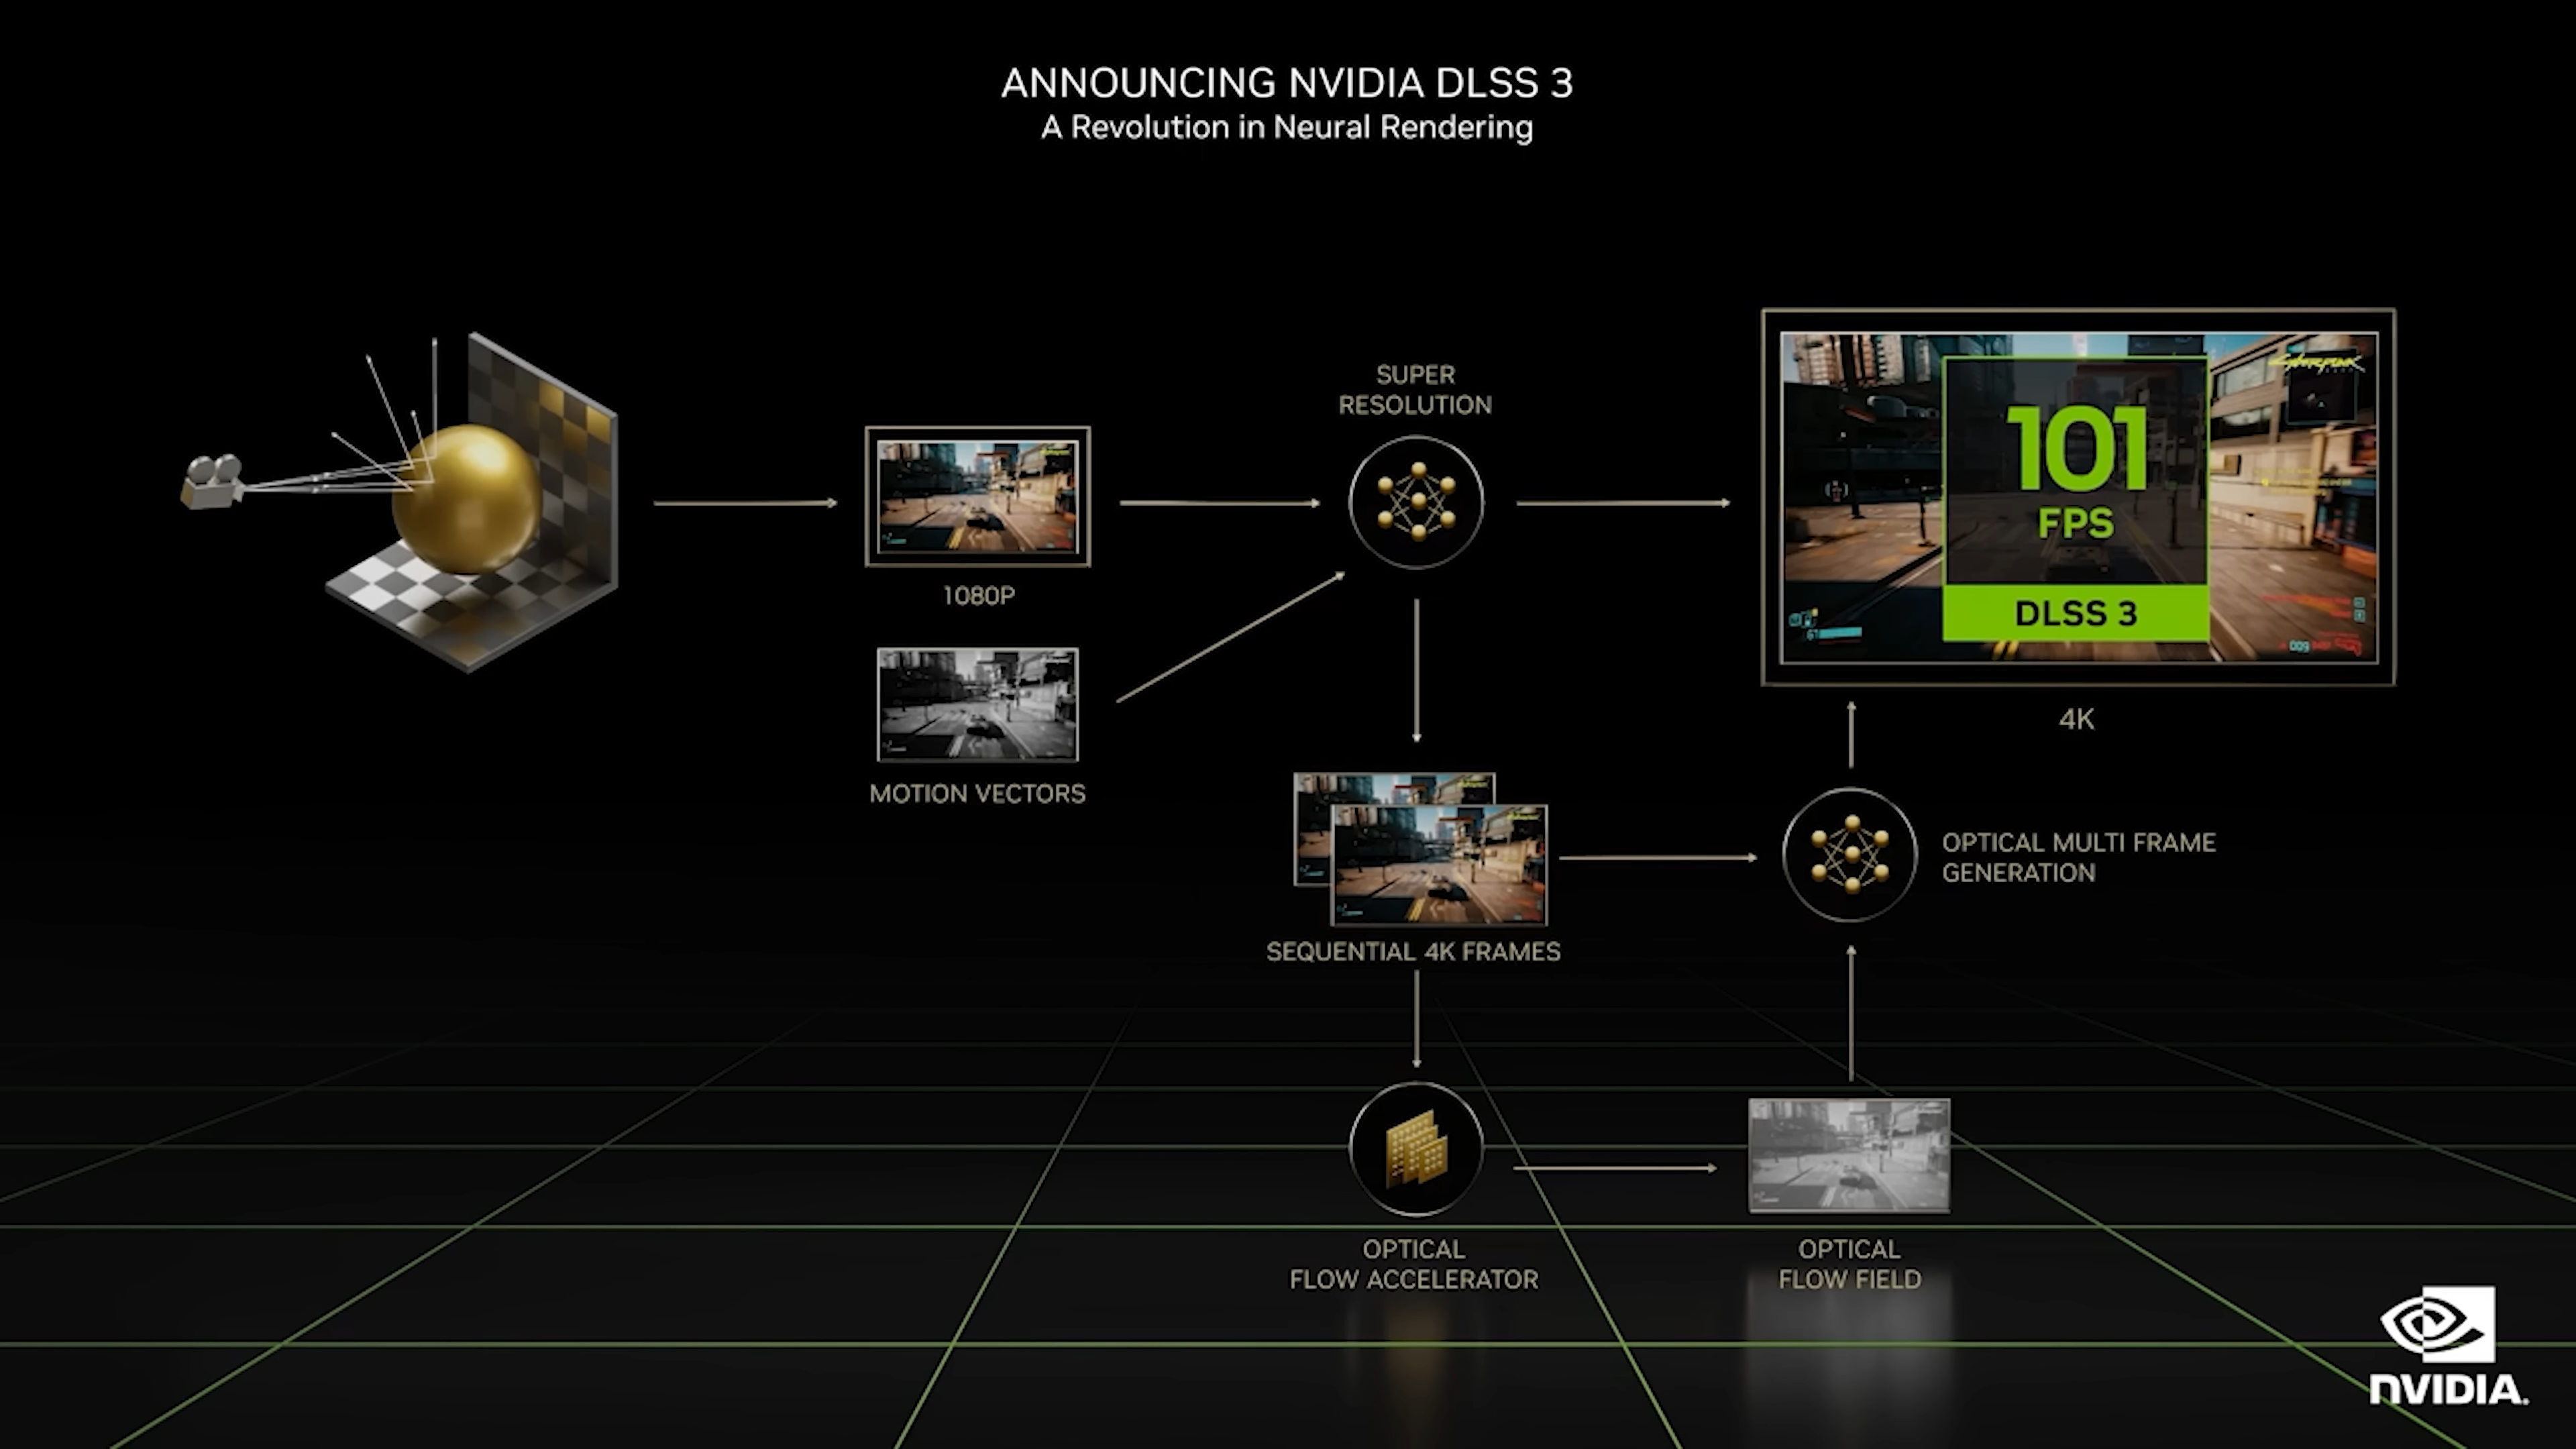 ANNOUNCING NVIDIA DLSS 3
A Revolution in Neural Rendering
SUPER
RESOLUTION
1080P
MOTION VECTORS
CYBERPUNK
101
FPS
DLSS 3
4K
SEQUENTIAL 4K FRAMES
OPTICAL MULTI FRAME
GENERATION
OPTICAL
FLOW ACCELERATOR
OPTICAL
FLOW FIELD
NVIDIA.